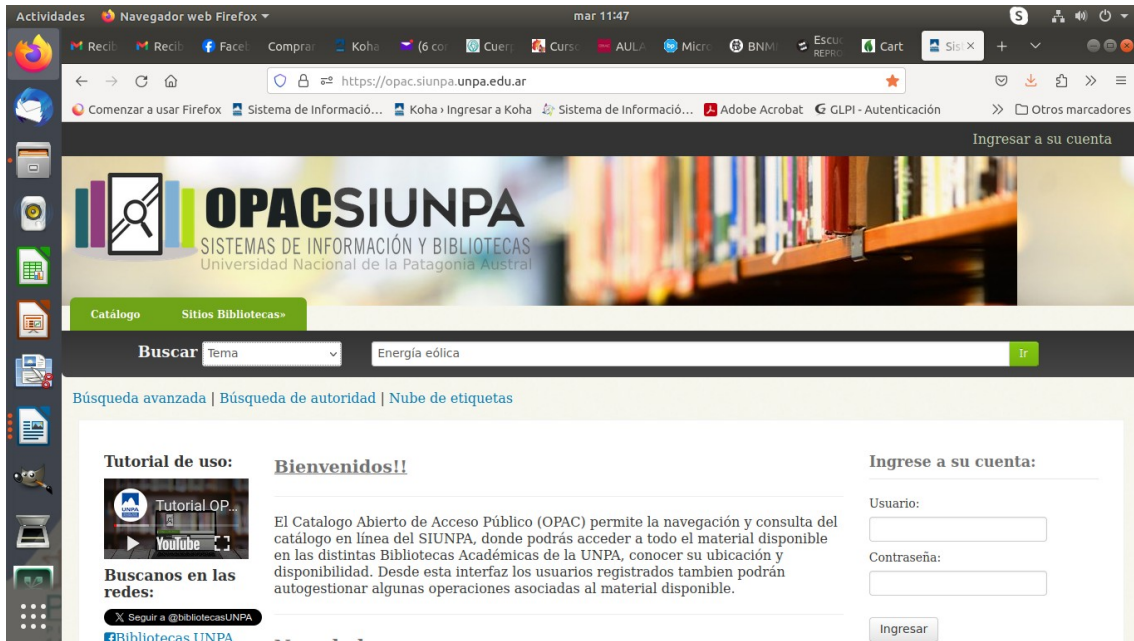 Actividades Navegador web Firefox mar 11:47 S
Recib Recib Face Comprar Koha (6 co Cuer Curs AULA Micro BNM Escu REPRO Cart Sis
https://opac.siunpa.unpa.edu.ar
Comenzar a usar Firefox Sistema de Informació… Koha › Ingresar a Koha Sistema de Informació… Adobe Acrobat GLPI - Autenticación Otros marcadores
Ingresar a su cuenta
OPACSIUNPA
SISTEMAS DE INFORMACIÓN Y BIBLIOTECAS
Universidad Nacional de la Patagonia Austral
Catálogo Sitios Bibliotecas»
Buscar Tema Energía eólica Ir
Búsqueda avanzada | Búsqueda de autoridad | Nube de etiquetas
Tutorial de uso:
UNPA Tutorial OP...
YouTube
Buscanos en las
redes:
X Seguir a @bibliotecasUNPA
Bibliotecas UNPA
Bienvenidos!!
El Catalogo Abierto de Acceso Público (OPAC) permite la navegación y consulta del
catálogo en línea del SIUNPA, donde podrás acceder a todo el material disponible
en las distintas Bibliotecas Académicas de la UNPA, conocer su ubicación y
disponibilidad. Desde esta interfaz los usuarios registrados tambien podrán
autogestionar algunas operaciones asociadas al material disponible.
Ingrese a su cuenta:
Usuario:
Contraseña:
Ingresar